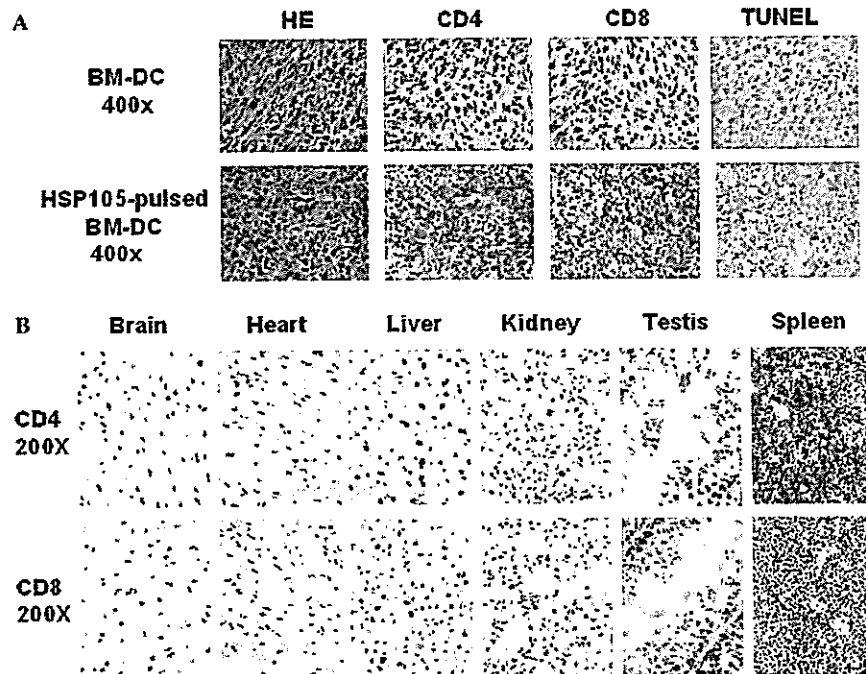 A
HE CD4 CD8 TUNEL
BM-DC
400x
HSP105-pulsed
BM-DC
400x
B
Brain Heart Liver Kidney Testis Spleen
CD4
200X
CD8
200X